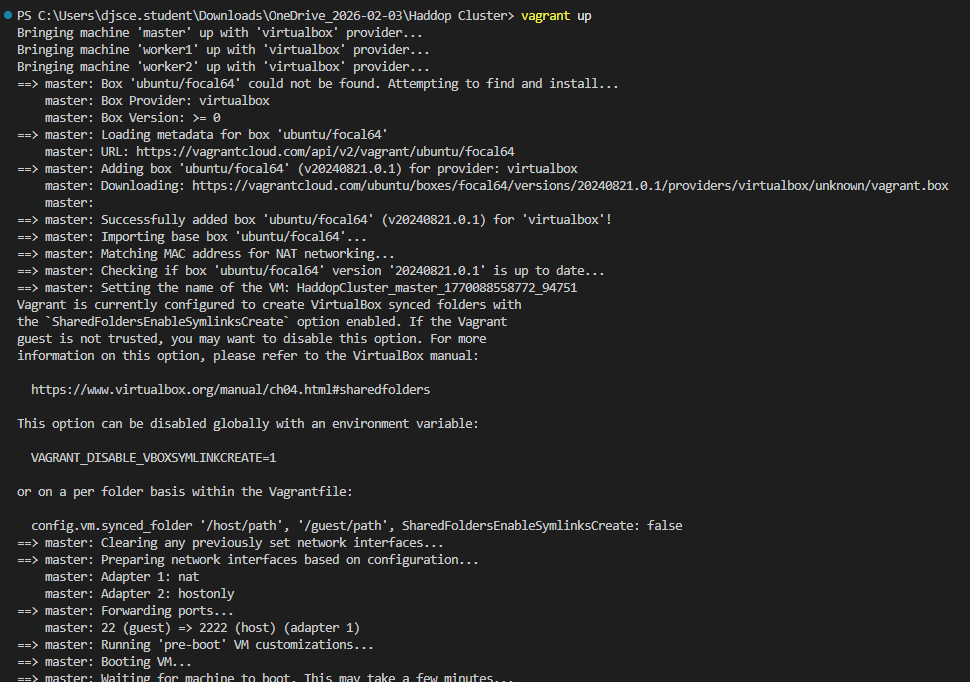 PS C:\Users\djsce.student\Downloads\OneDrive_2026-02-03\Haddop Cluster> vagrant up
Bringing machine 'master' up with 'virtualbox' provider...
Bringing machine 'worker1' up with 'virtualbox' provider...
Bringing machine 'worker2' up with 'virtualbox' provider...
==> master: Box 'ubuntu/focal64' could not be found. Attempting to find and install...
    master: Box Provider: virtualbox
    master: Box Version: >= 0
==> master: Loading metadata for box 'ubuntu/focal64'
    master: URL: https://vagrantcloud.com/api/v2/vagrant/ubuntu/focal64
==> master: Adding box 'ubuntu/focal64' (v20240821.0.1) for provider: virtualbox
    master: Downloading: https://vagrantcloud.com/ubuntu/boxes/focal64/versions/20240821.0.1/providers/virtualbox/unknown/vagrant.box
    master:
==> master: Successfully added box 'ubuntu/focal64' (v20240821.0.1) for 'virtualbox'!
==> master: Importing base box 'ubuntu/focal64'...
==> master: Matching MAC address for NAT networking...
==> master: Checking if box 'ubuntu/focal64' version '20240821.0.1' is up to date...
==> master: Setting the name of the VM: HaddopCluster_master_1770088558772_94751
Vagrant is currently configured to create VirtualBox synced folders with
the `SharedFoldersEnableSymlinksCreate` option enabled. If the Vagrant
guest is not trusted, you may want to disable this option. For more
information on this option, please refer to the VirtualBox manual:

  https://www.virtualbox.org/manual/ch04.html#sharedfolders

This option can be disabled globally with an environment variable:

  VAGRANT_DISABLE_VBOXSYMLINKCREATE=1

or on a per folder basis within the Vagrantfile:

  config.vm.synced_folder '/host/path', '/guest/path', SharedFoldersEnableSymlinksCreate: false
==> master: Clearing any previously set network interfaces...
==> master: Preparing network interfaces based on configuration...
    master: Adapter 1: nat
    master: Adapter 2: hostonly
==> master: Forwarding ports...
    master: 22 (guest) => 2222 (host) (adapter 1)
==> master: Running 'pre-boot' VM customizations...
==> master: Booting VM...
==> master: Waiting for machine to boot. This may take a few minutes...